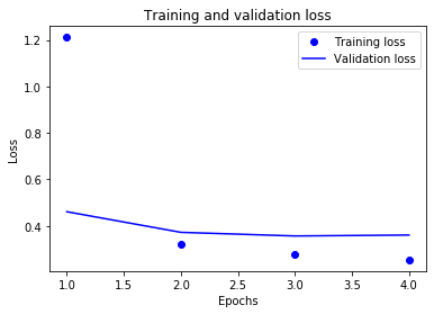 Training and validation loss
Training loss
Validation loss
1.2
1.0
0.8
0.6
0.4
Loss
1.0
1.5
2.0
2.5
3.0
3.5
4.0
Epochs